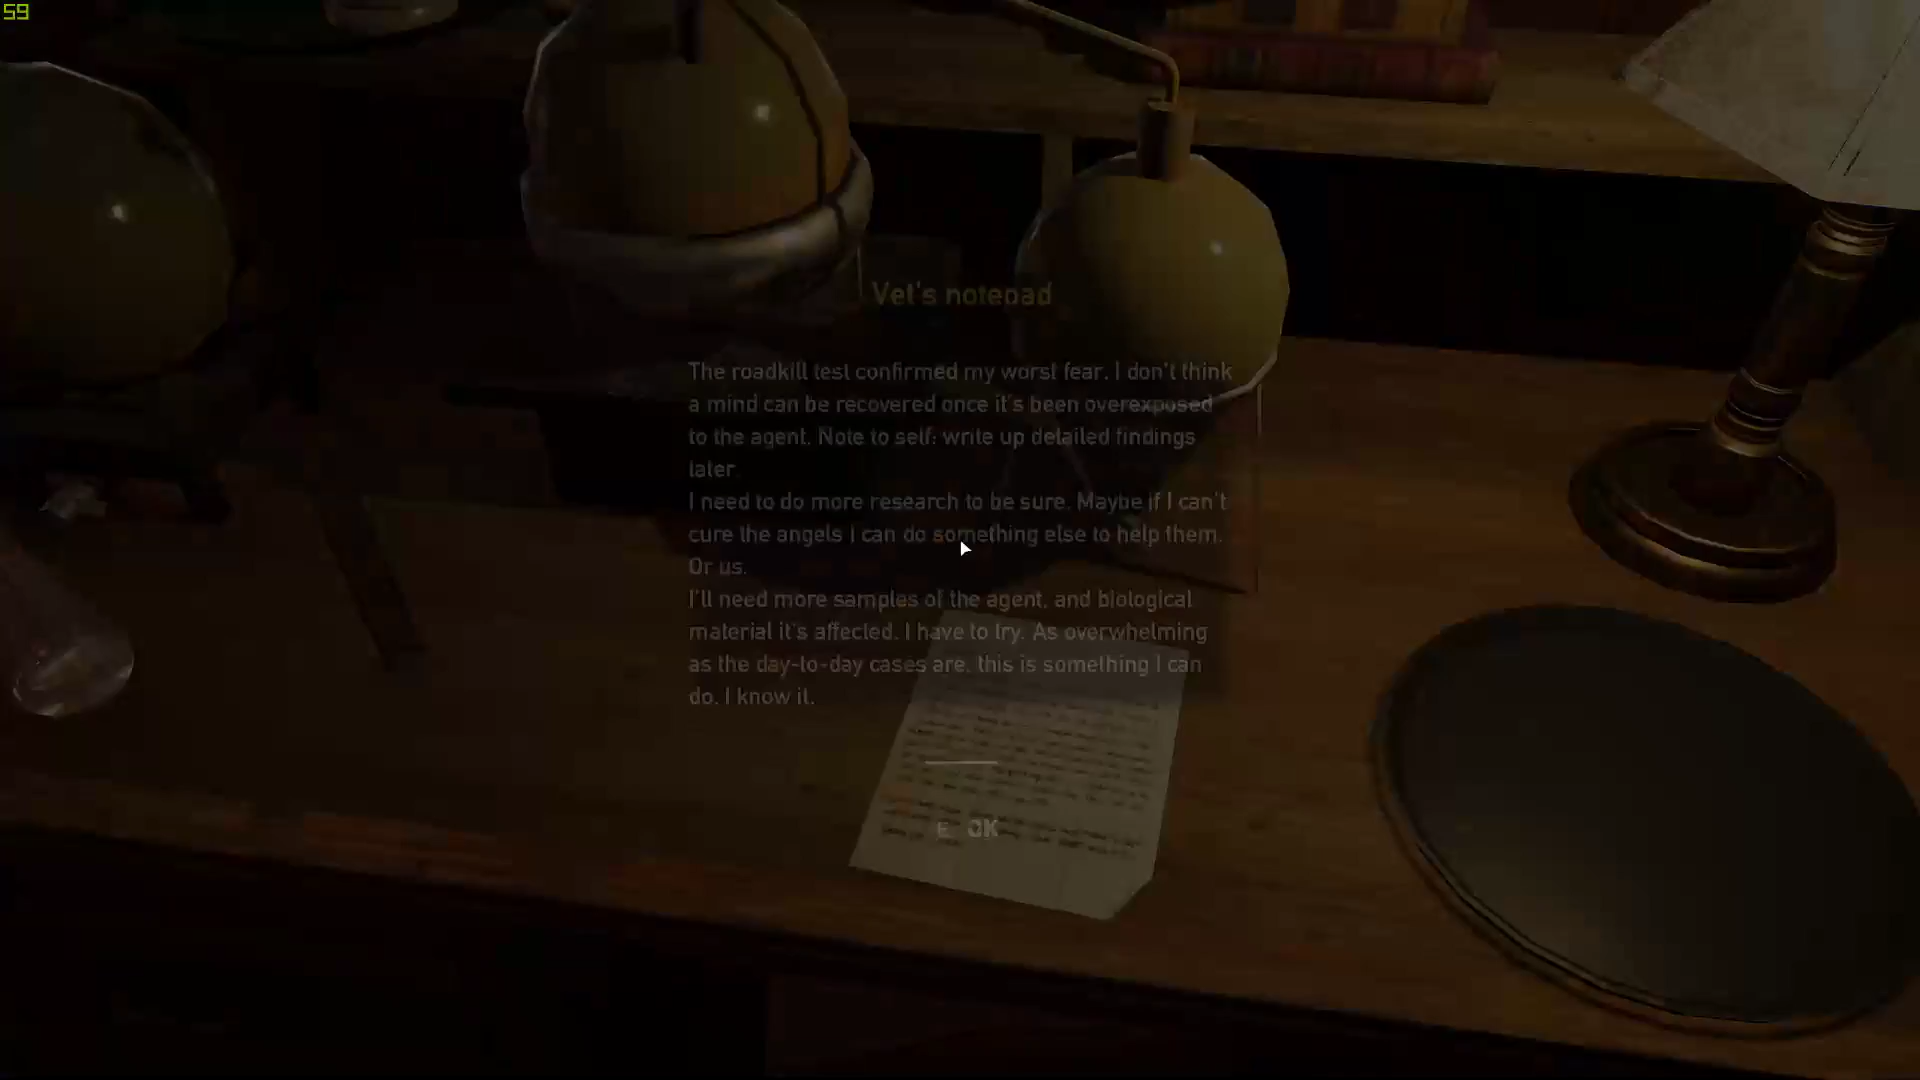 59
Vet's notepad
The roadkill test confirmed my worst fear. I don't think
a mind can be recovered once it's been overexposed
to the agent. Note to self: write up detailed findings
later.
I need to do more research to be sure. Maybe if I can't
cure the angels I can do something else to help them.
Or us.
I'll need more samples of the agent, and biological
material it's affected. I have to try. As overwhelming
as the day-to-day cases are, this is something I can
do. I know it.
E OK